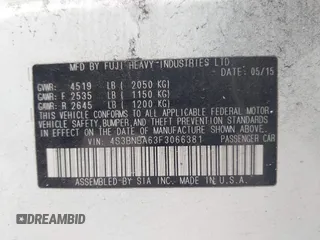 MFD BY FUJI HEAVY-INDUSTRIES LTD.
DATE: 05/15
GVWR: 4519 LB ( 2050 KG)
GAWR: F 2535 LB ( 1150 KG)
GAWR: R 2645 LB ( 1200 KG)
THIS VEHICLE CONFORMS TO ALL APPLICABLE FEDERAL MOTOR
VEHICLE SAFETY, BUMPER, AND THEFT PREVENTION STANDARDS
IN EFFECT ON THE DATE OF MANUFACTURE SHOWN ABOVE.
VIN: 4S3BNBA63F3066381 PASSENGER CAR
ASSEMBLED BY SIA INC. MADE IN U.S.A.
DREAMBID